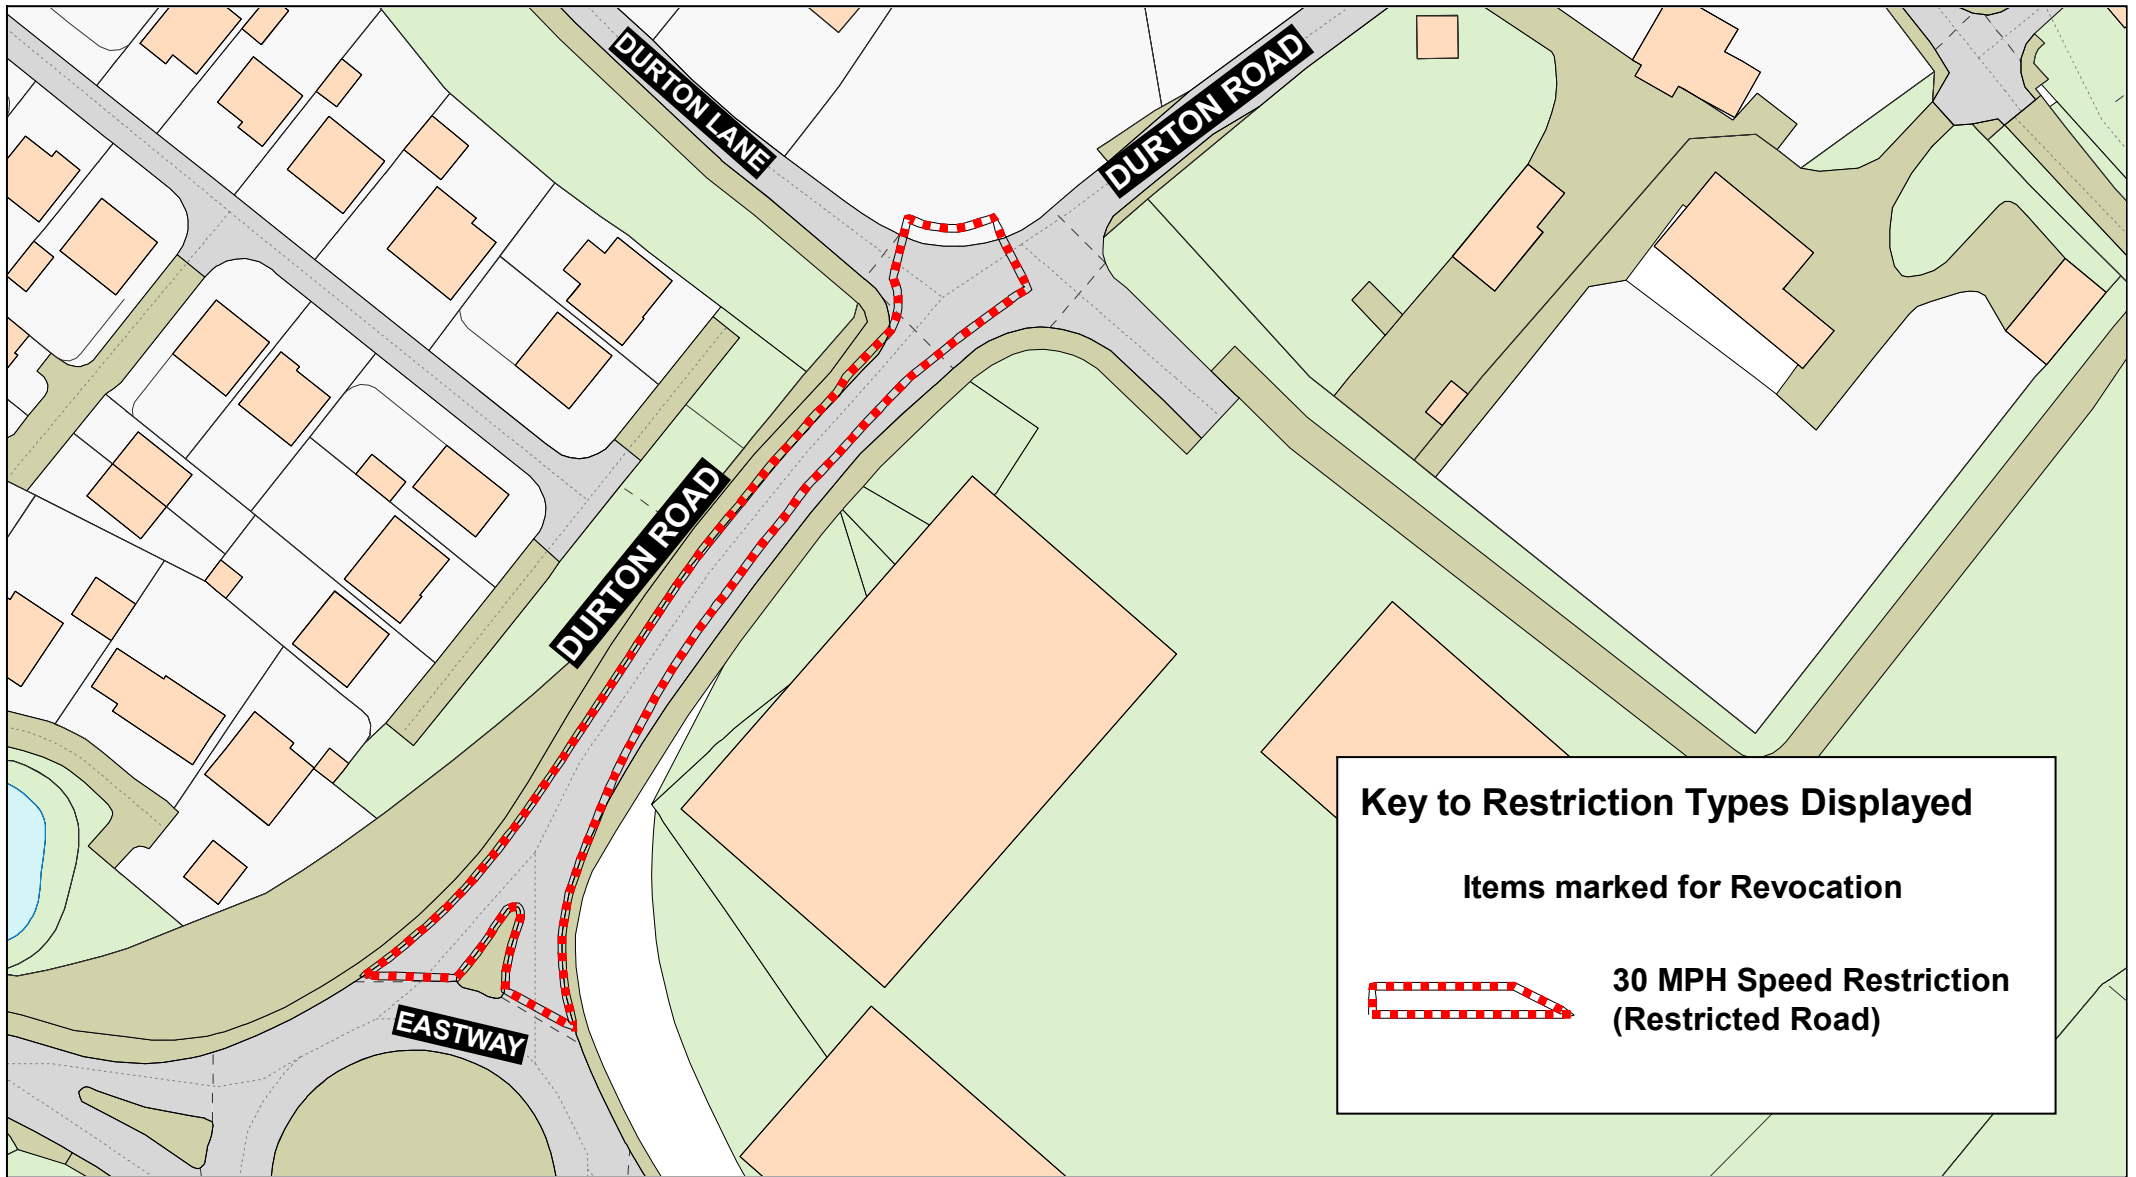 DURTON LANE
DURTON ROAD
DURTON ROAD
EASTWAY
Key to Restriction Types Displayed
Items marked for Revocation
30 MPH Speed Restriction
(Restricted Road)